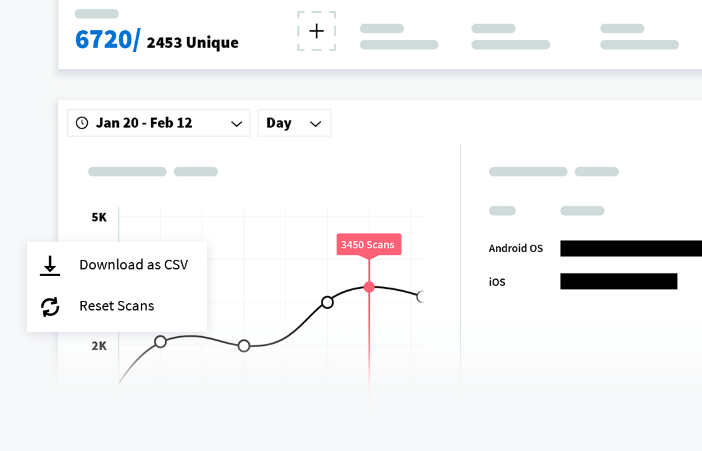 6720/ 2453 Unique
Jan 20 - Feb 12
Day
5K
3450 Scans
Android OS
Download as CSV
iOS
Reset Scans
2K